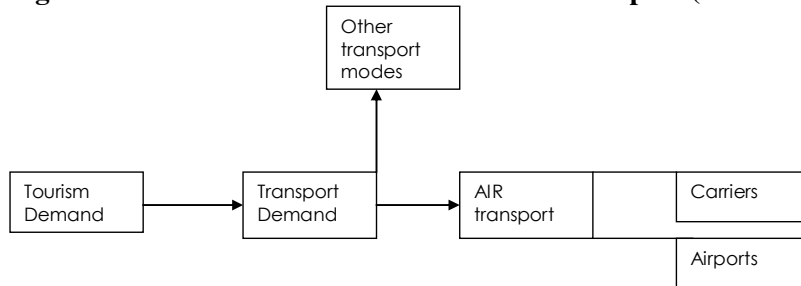 Other
transport
modes
Tourism
Demand
Transport
Demand
AIR
transport
Carriers
Airports